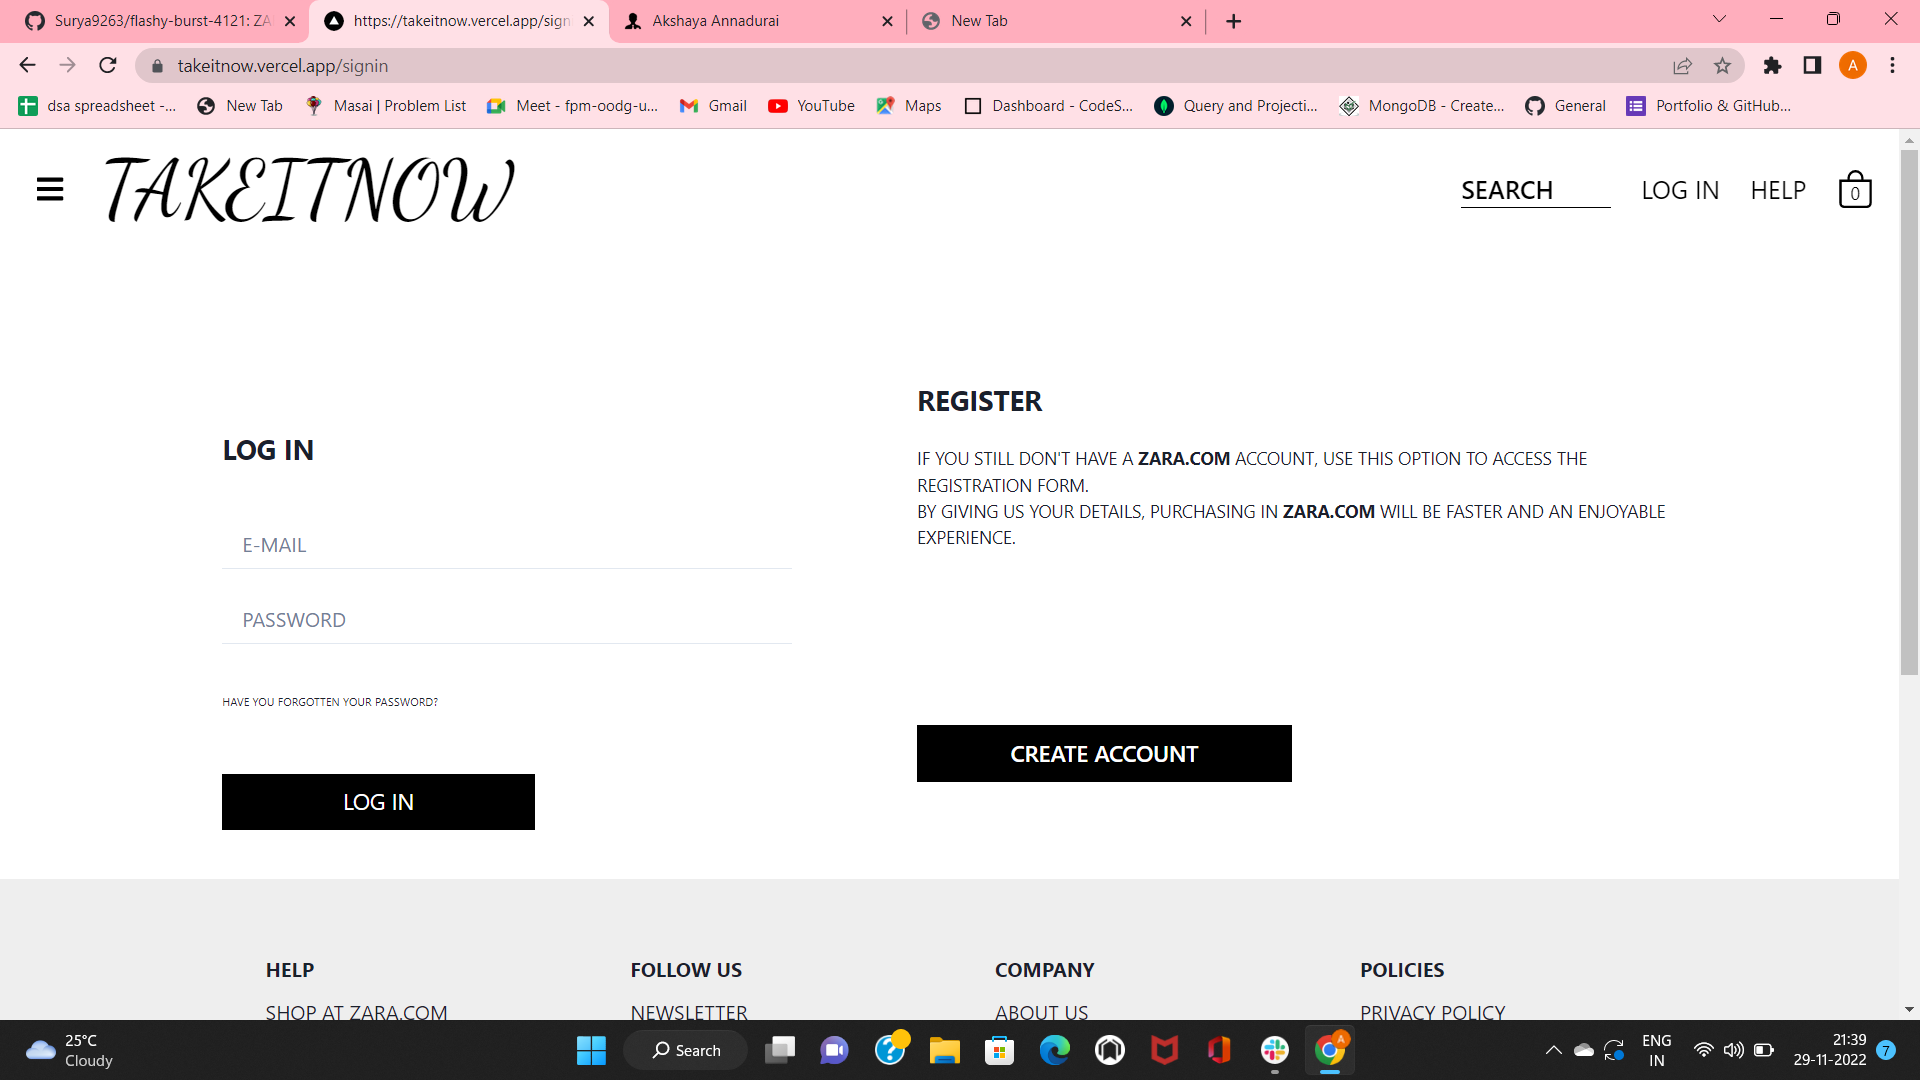 Surya9263/flashy-burst-4121: ZA
https://takeitnow.vercel.app/sign
Akshaya Annadurai
New Tab
takeitnow.vercel.app/signin
A
dsa spreadsheet -...
New Tab
Masai | Problem List
Meet - fpm-oodg-u...
Gmail
YouTube
Maps
Dashboard - CodeS...
Query and Projecti...
MongoDB - Create...
General
Portfolio & GitHub...
TAKEITNOW
SEARCH
LOG IN
HELP
0
LOG IN
E-MAIL
PASSWORD
HAVE YOU FORGOTTEN YOUR PASSWORD?
LOG IN
REGISTER
IF YOU STILL DON'T HAVE A ZARA.COM ACCOUNT, USE THIS OPTION TO ACCESS THE
REGISTRATION FORM.
BY GIVING US YOUR DETAILS, PURCHASING IN ZARA.COM WILL BE FASTER AND AN ENJOYABLE
EXPERIENCE.
CREATE ACCOUNT
HELP
SHOP AT ZARA.COM
FOLLOW US
NEWSLETTER
COMPANY
ABOUT US
POLICIES
PRIVACY POLICY
25°C
Cloudy
Search
A
ENG
IN
21:39
29-11-2022
7